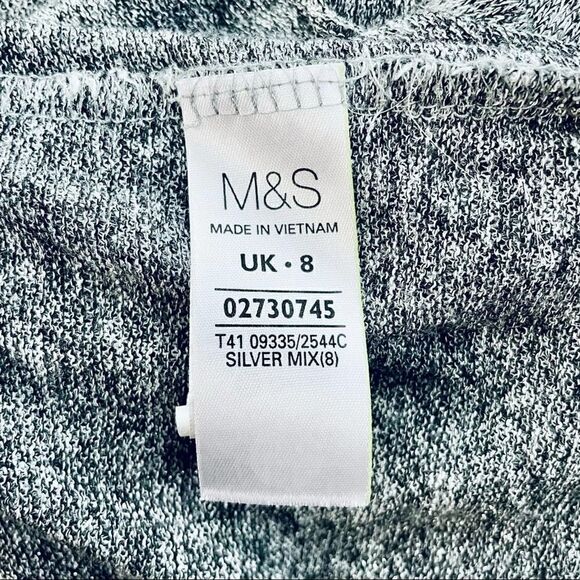 M&S
MADE IN VIETNAM
UK • 8
02730745
T41 09335/2544C
SILVER MIX(8)